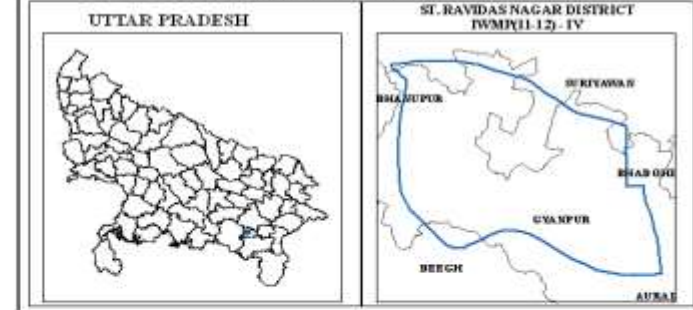 UTTAR PRADESH
ST. RAVIDAS NAGAR DISTRICT
IWMP(11-12) - IV
SURIYAWAN
BHANUPUR
BHADOHI
GYANPUR
DEEGH
AURAI